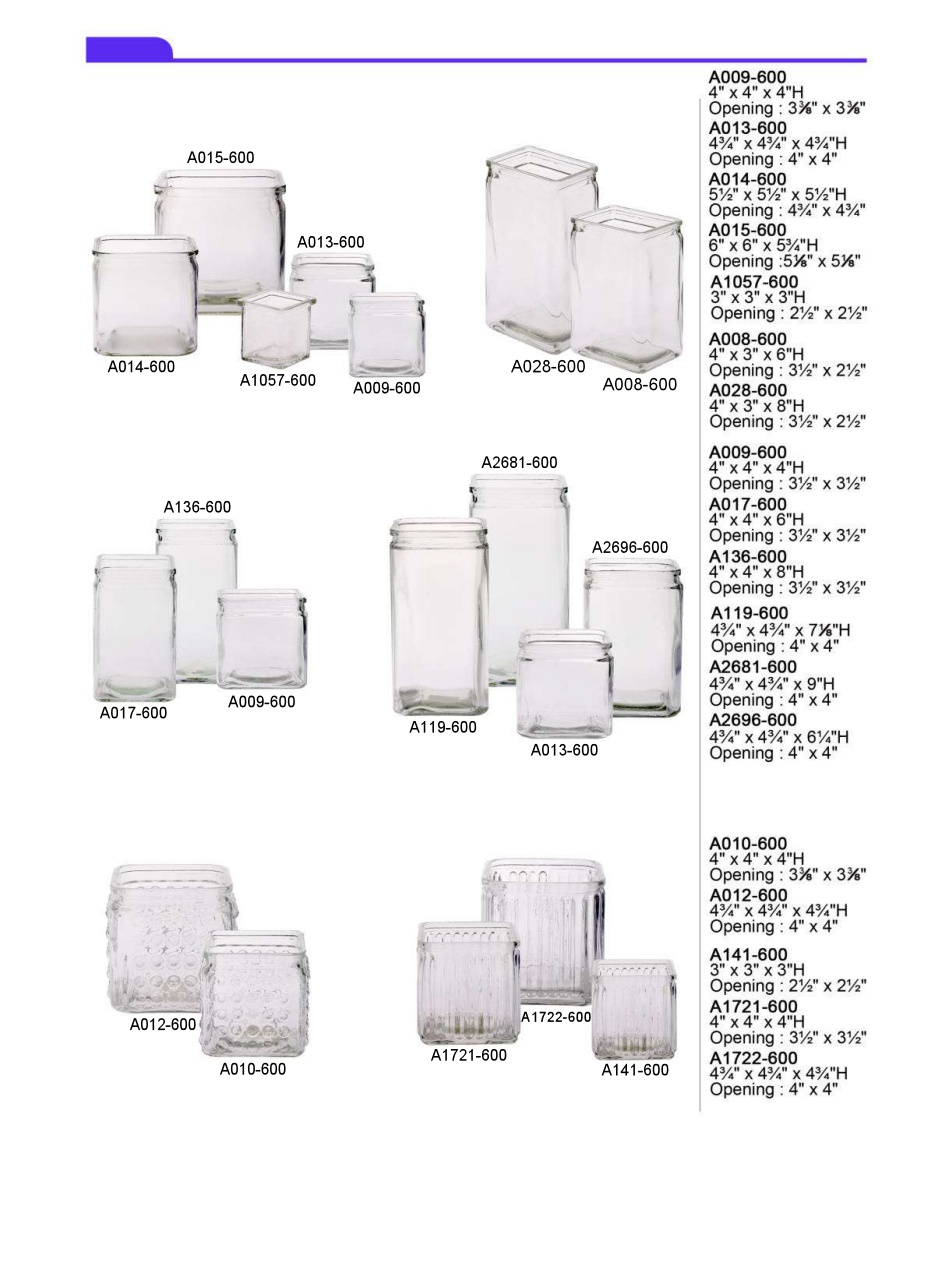 A015-600
A013-600
A014-600
A1057-600
A009-600
A028-600
A008-600
A2681-600
A136-600
A2696-600
A017-600
A009-600
A119-600
A013-600
A012-600
A010-600
A1722-600
A1721-600
A141-600
A009-600
4" x 4" x 4"H
Opening : 3⅜" x 3⅜"
A013-600
4¾" x 4¾" x 4¾"H
Opening : 4" x 4"
A014-600
5½" x 5½" x 5½"H
Opening : 4¾" x 4¾"
A015-600
6" x 6" x 5¾"H
Opening :5⅛" x 5⅛"
A1057-600
3" x 3" x 3"H
Opening : 2½" x 2½"
A008-600
4" x 3" x 6"H
Opening : 3½" x 2½"
A028-600
4" x 3" x 8"H
Opening : 3½" x 2½"
A009-600
4" x 4" x 4"H
Opening : 3½" x 3½"
A017-600
4" x 4" x 6"H
Opening : 3½" x 3½"
A136-600
4" x 4" x 8"H
Opening : 3½" x 3½"
A119-600
4¾" x 4¾" x 7⅛"H
Opening : 4" x 4"
A2681-600
4¾" x 4¾" x 9"H
Opening : 4" x 4"
A2696-600
4¾" x 4¾" x 6¼"H
Opening : 4" x 4"
A010-600
4" x 4" x 4"H
Opening : 3⅜" x 3⅜"
A012-600
4¾" x 4¾" x 4¾"H
Opening : 4" x 4"
A141-600
3" x 3" x 3"H
Opening : 2½" x 2½"
A1721-600
4" x 4" x 4"H
Opening : 3½" x 3½"
A1722-600
4¾" x 4¾" x 4¾"H
Opening : 4" x 4"